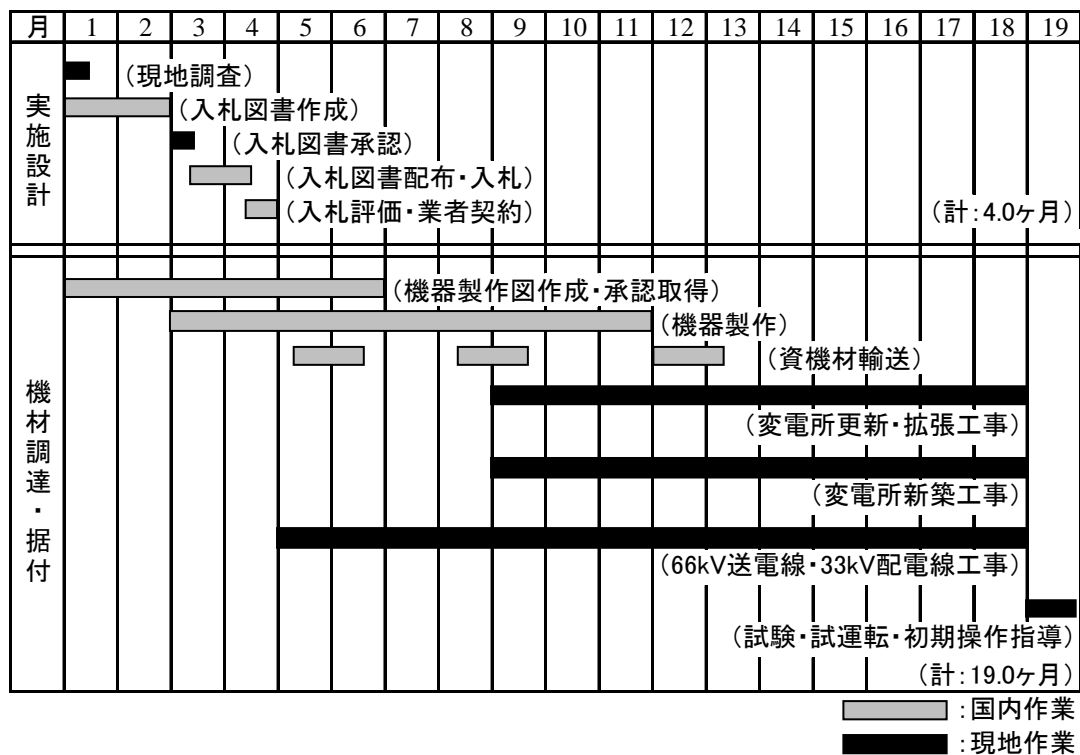 月 1 2 3 4 5 6 7 8 9 10 11 12 13 14 15 16 17 18 19
実施設計
(現地調査)
(入札図書作成)
(入札図書承認)
(入札図書配布・入札)
(入札評価・業者契約)
(計:4.0ヶ月)
機材調達・据付
(機器製作図作成・承認取得)
(機器製作)
(資機材輸送)
(変電所更新・拡張工事)
(変電所新築工事)
(66kV送電線・33kV配電線工事)
(試験・試運転・初期操作指導)
(計:19.0ヶ月)
:国内作業
:現地作業